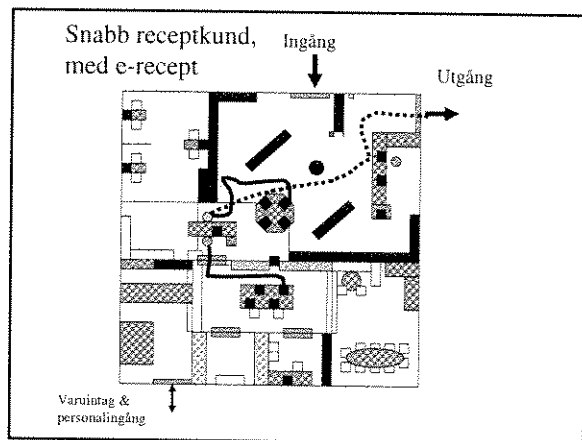 Snabb receptkund,
med e-recept
Ingång
Utgång
Varuintag &
personalingång